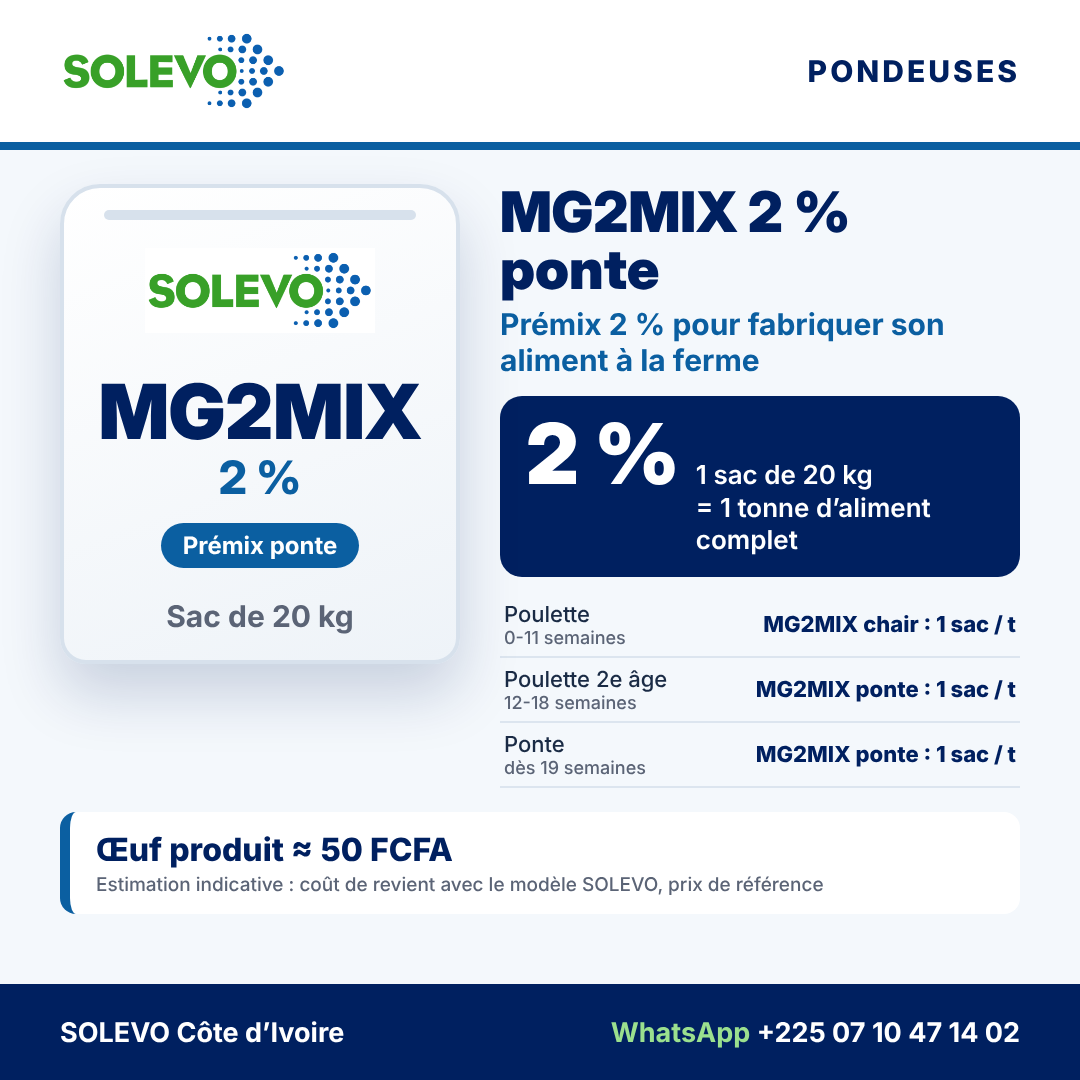 SOLEVO
PONDEUSES
SOLEVO
MG2MIX
2 %
Prémix ponte
Sac de 20 kg
MG2MIX 2 %
ponte
Prémix 2 % pour fabriquer son
aliment à la ferme
2 %
1 sac de 20 kg
= 1 tonne d’aliment
complet
Poulette
0-11 semaines
MG2MIX chair : 1 sac / t
Poulette 2e âge
12-18 semaines
MG2MIX ponte : 1 sac / t
Ponte
dès 19 semaines
MG2MIX ponte : 1 sac / t
Œuf produit ≈ 50 FCFA
Estimation indicative : coût de revient avec le modèle SOLEVO, prix de référence
SOLEVO Côte d’Ivoire
WhatsApp +225 07 10 47 14 02